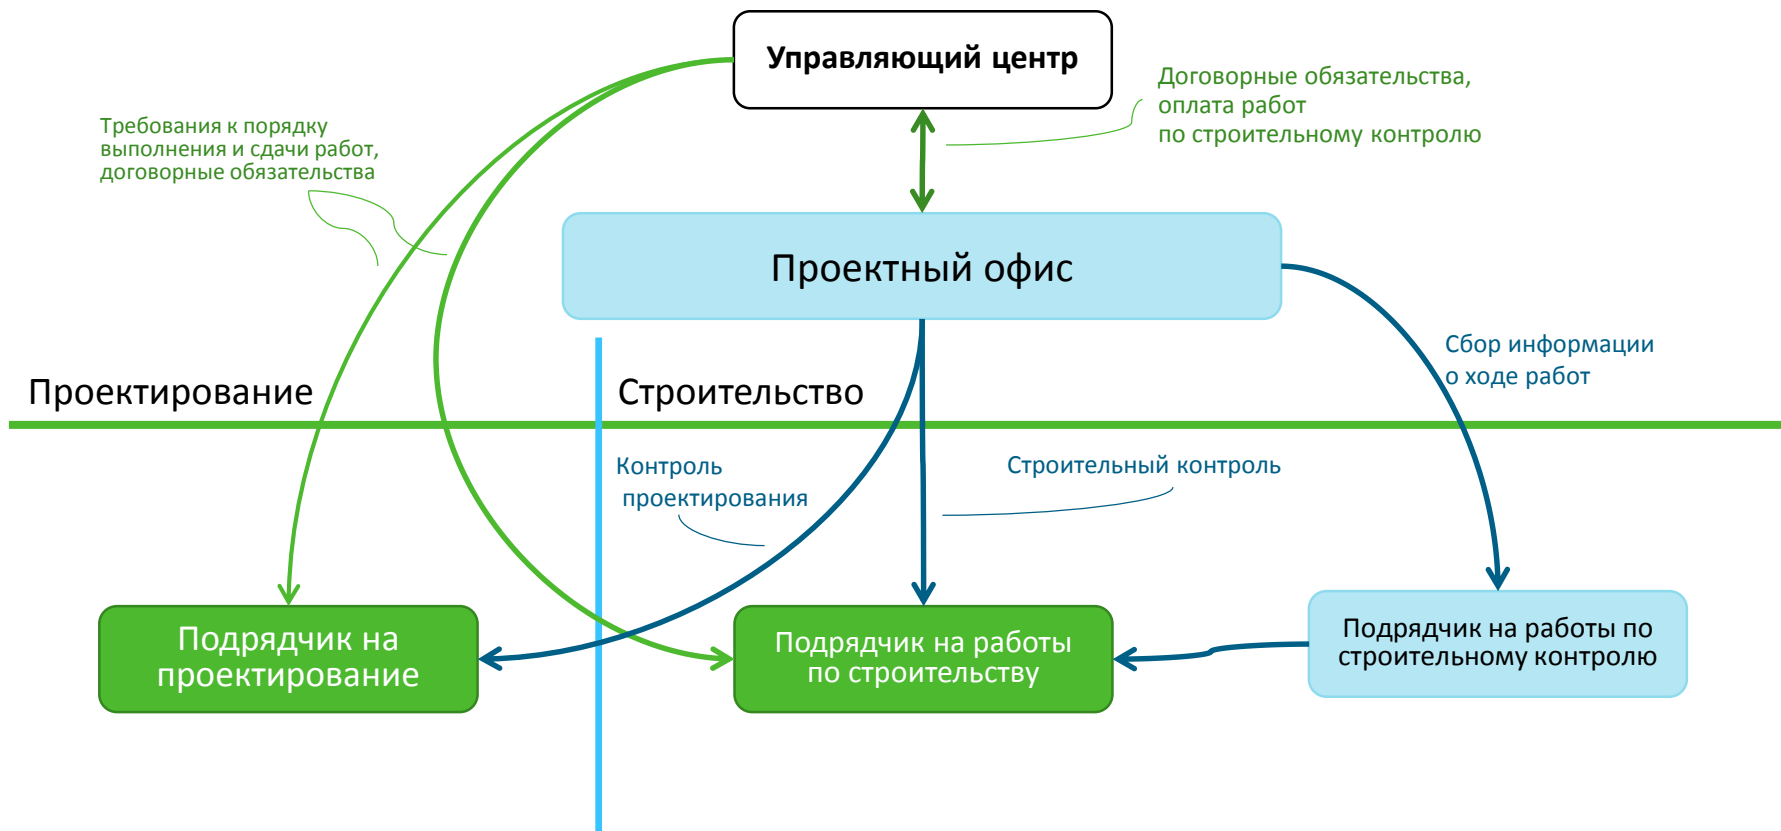 Управляющий центр
Договорные обязательства,
оплата работ
по строительному контролю
Требования к порядку
выполнения и сдачи работ,
договорные обязательства
Проектный офис
Сбор информации
о ходе работ
Проектирование
Строительство
Контроль
проектирования
Строительный контроль
Подрядчик на
проектирование
Подрядчик на работы
по строительству
Подрядчик на работы по
строительному контролю